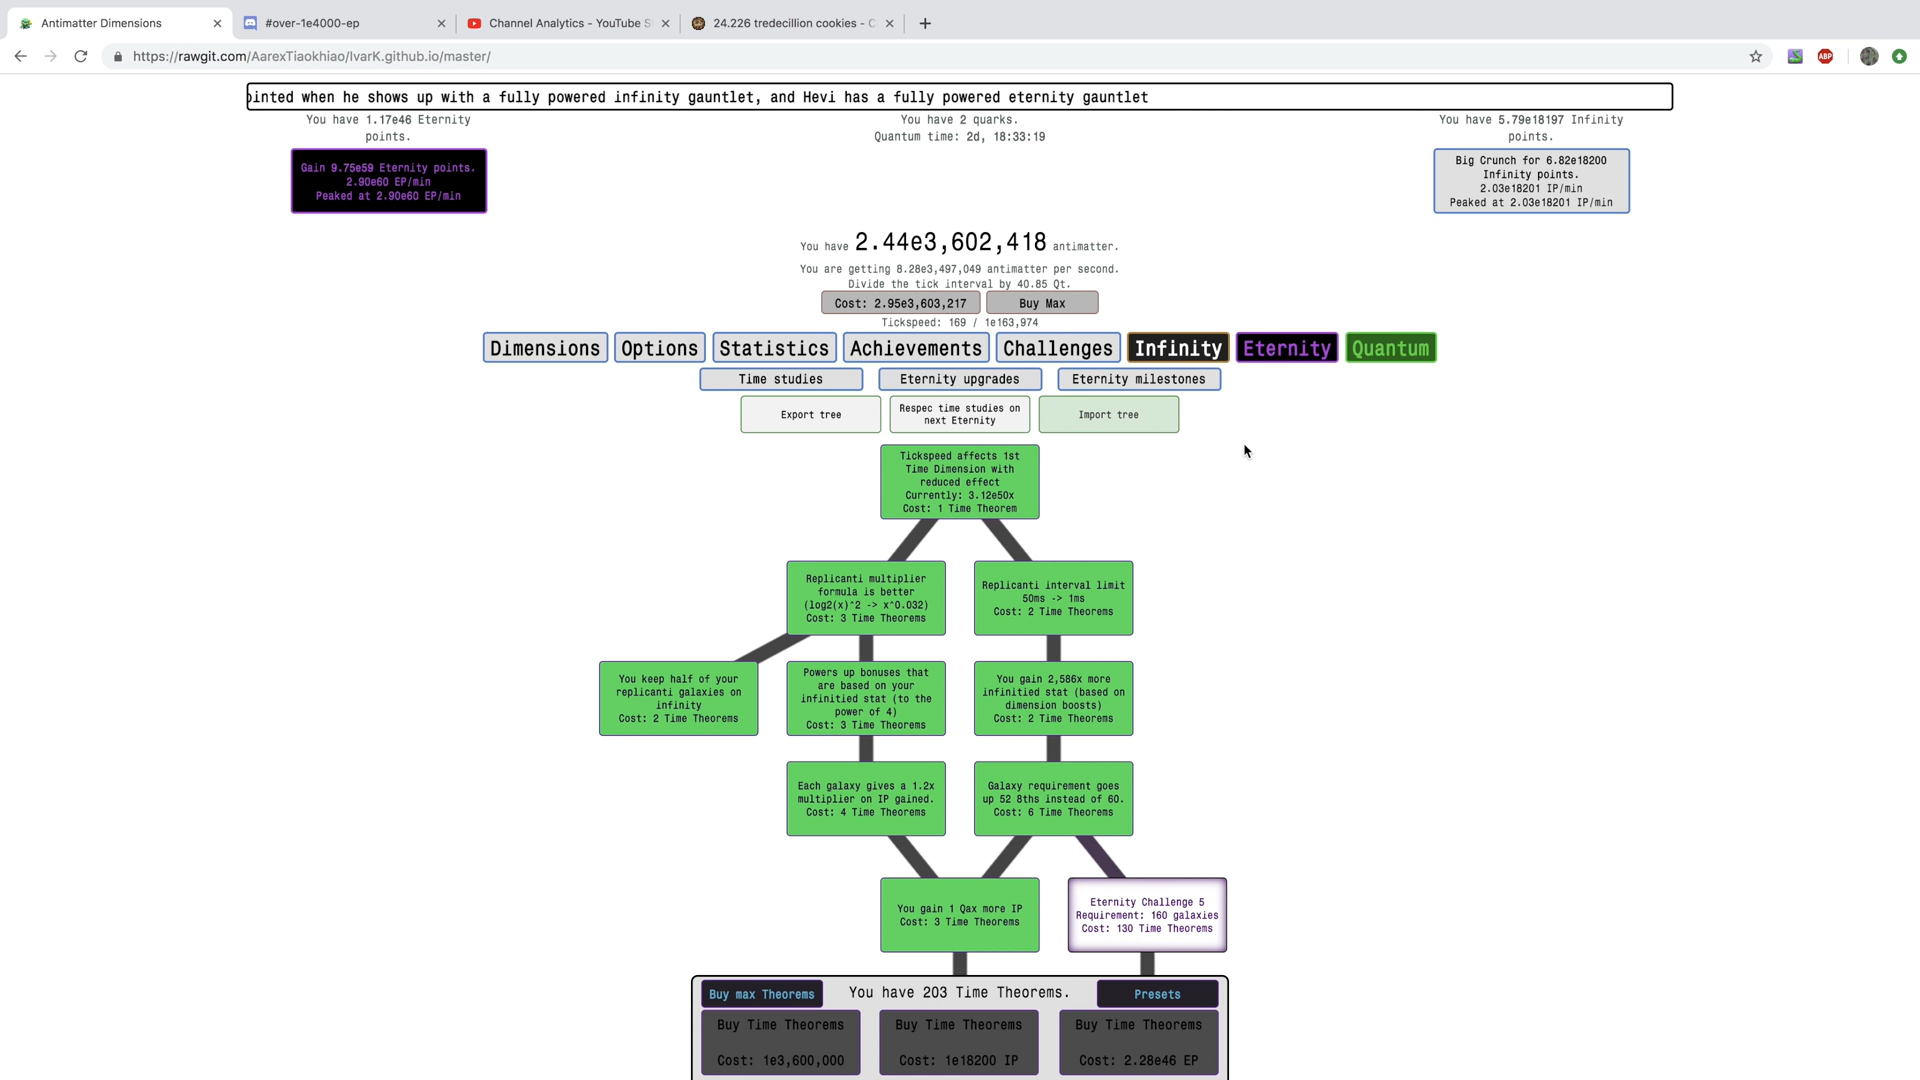 Antimatter Dimensions
#over-1e4000-ep
Channel Analytics - YouTube S
24.226 tredecillion cookies - C
https://rawgit.com/AarexTiaokhiao/IvarK.github.io/master/
ABP
ointed when he shows up with a fully powered infinity gauntlet, and Hevi has a fully powered eternity gauntlet
You have 1.17e46 Eternity
points.
You have 2 quarks.
Quantum time: 2d, 18:33:19
You have 5.79e18197 Infinity
points.
Gain 9.75e59 Eternity points.
2.90e60 EP/min
Peaked at 2.90e60 EP/min
Big Crunch for 6.82e18200
Infinity points.
2.03e18201 IP/min
Peaked at 2.03e18201 IP/min
You have 2.44e3,602,418 antimatter.
You are getting 8.28e3,497,049 antimatter per second.
Divide the tick interval by 40.85 Qt.
Cost: 2.95e3,603,217
Buy Max
Tickspeed: 169 / 1e163,974
Dimensions
Options
Statistics
Achievements
Challenges
Infinity
Eternity
Quantum
Time studies
Eternity upgrades
Eternity milestones
Export tree
Respec time studies on
next Eternity
Import tree
Tickspeed affects 1st
Time Dimension with
reduced effect
Currently: 3.12e50x
Cost: 1 Time Theorem
Replicanti multiplier
formula is better
(log2(x)^2 -> x^0.032)
Cost: 3 Time Theorems
Replicanti interval limit
50ms -> 1ms
Cost: 2 Time Theorems
You keep half of your
replicanti galaxies on
infinity
Cost: 2 Time Theorems
Powers up bonuses that
are based on your
infinitied stat (to the
power of 4)
Cost: 3 Time Theorems
You gain 2,586x more
infinitied stat (based on
dimension boosts)
Cost: 2 Time Theorems
Each galaxy gives a 1.2x
multiplier on IP gained.
Cost: 4 Time Theorems
Galaxy requirement goes
up 52 8ths instead of 60.
Cost: 6 Time Theorems
You gain 1 Qax more IP
Cost: 3 Time Theorems
Eternity Challenge 5
Requirement: 160 galaxies
Cost: 130 Time Theorems
Buy max Theorems
You have 203 Time Theorems.
Presets
Buy Time Theorems
Cost: 1e3,600,000
Buy Time Theorems
Cost: 1e18200 IP
Buy Time Theorems
Cost: 2.28e46 EP